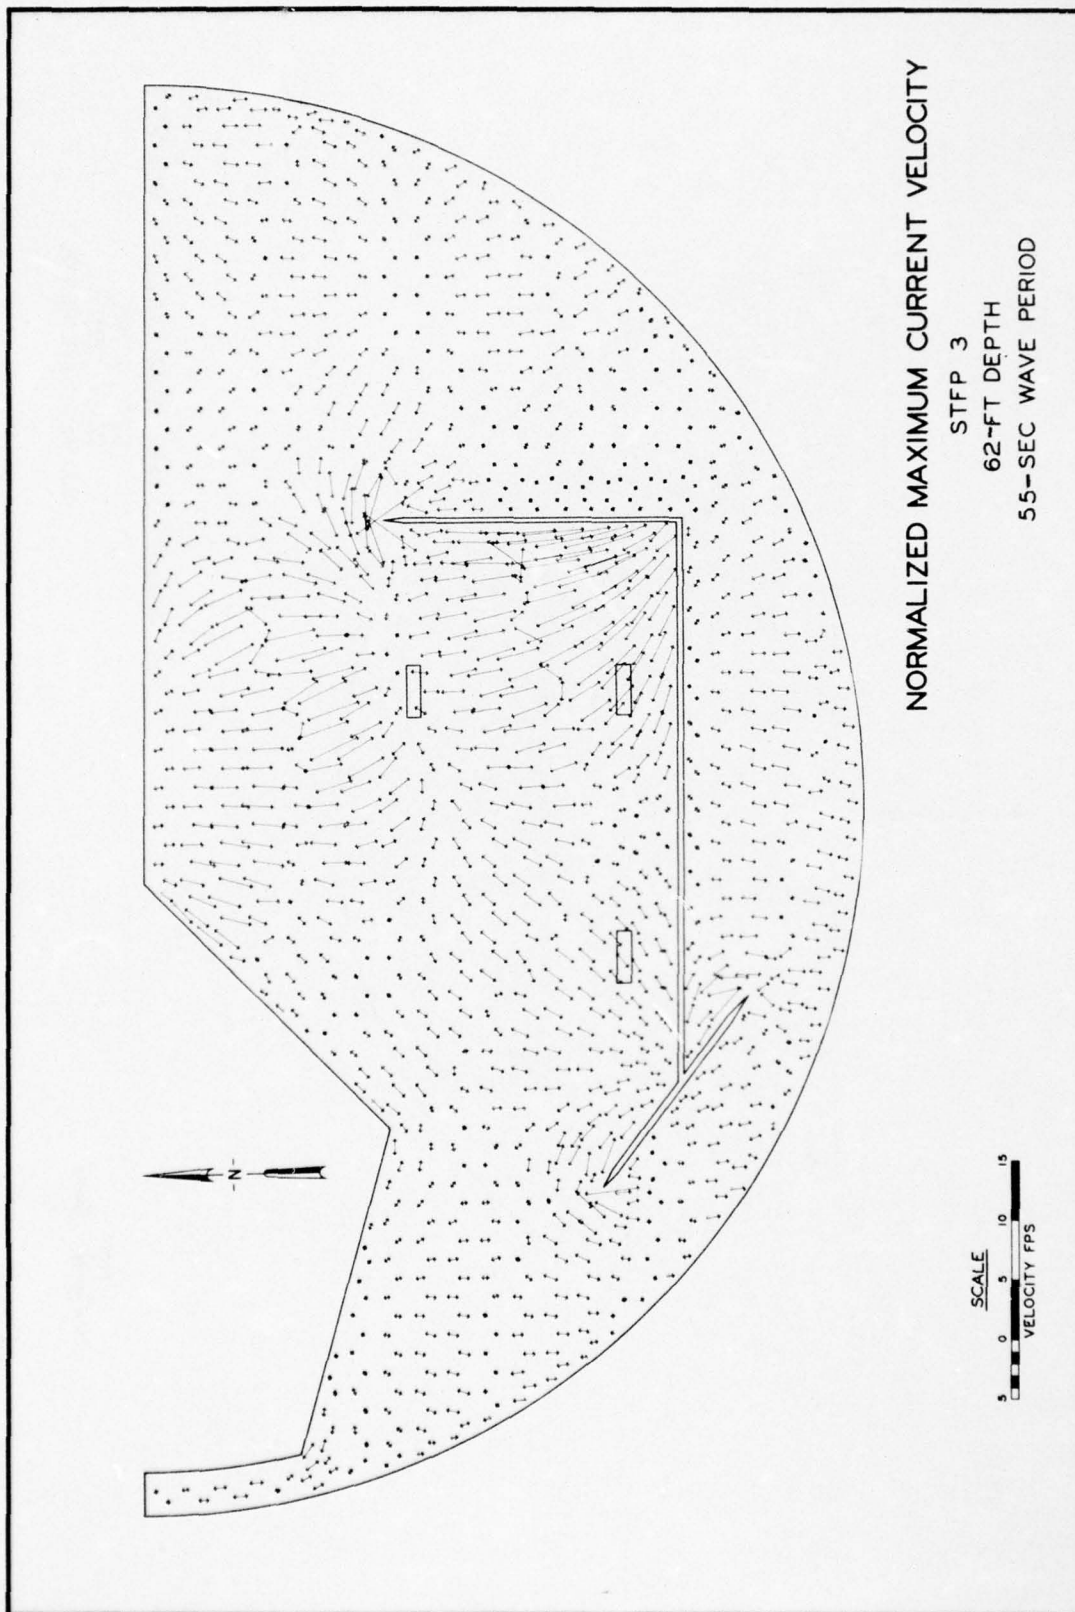 NORMALIZED MAXIMUM CURRENT VELOCITY
STFP 3
62-FT DEPTH
55-SEC WAVE PERIOD
N
SCALE
5 0 5 10 15
VELOCITY FPS